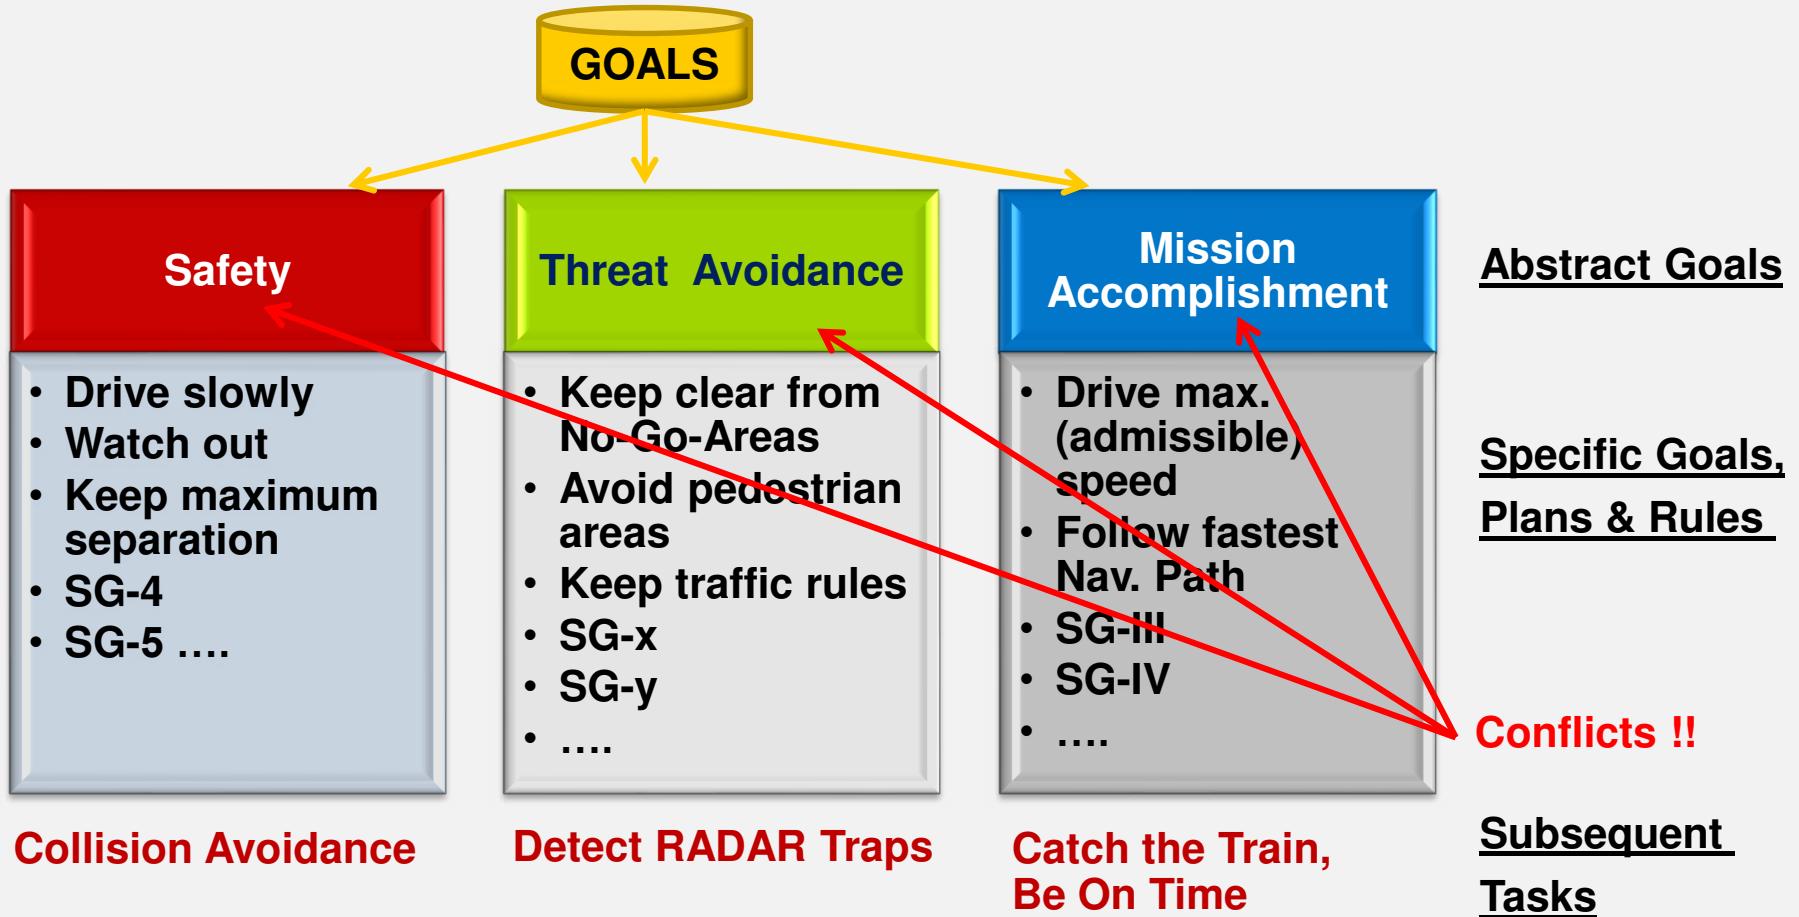 GOALS
Safety
Threat Avoidance
Mission
Accomplishment
Abstract Goals
• Drive slowly
• Watch out
• Keep maximum
separation
• SG-4
• SG-5 ....
• Keep clear from
No-Go-Areas
• Avoid pedestrian
areas
• Keep traffic rules
• SG-x
• SG-y
• ....
• Drive max.
(admissible)
speed
• Follow fastest
Nav. Path
• SG-III
• SG-IV
• ....
Specific Goals,
Plans & Rules
Conflicts !!
Collision Avoidance
Detect RADAR Traps
Catch the Train,
Be On Time
Subsequent
Tasks